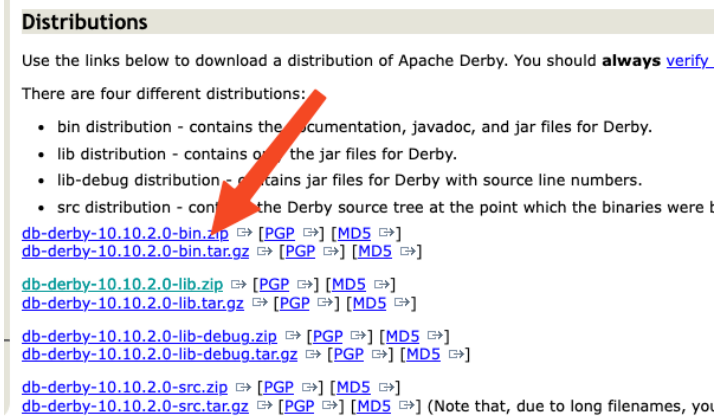 Distributions
Use the links below to download a distribution of Apache Derby. You should always verify
There are four different distributions:
• bin distribution - contains the documentation, javadoc, and jar files for Derby.
• lib distribution - contains only the jar files for Derby.
• lib-debug distribution - contains jar files for Derby with source line numbers.
• src distribution - contains the Derby source tree at the point which the binaries were
db-derby-10.10.2.0-bin.zip [PGP] [MD5]
db-derby-10.10.2.0-bin.tar.gz [PGP] [MD5]
db-derby-10.10.2.0-lib.zip [PGP] [MD5]
db-derby-10.10.2.0-lib.tar.gz [PGP] [MD5]
db-derby-10.10.2.0-lib-debug.zip [PGP] [MD5]
db-derby-10.10.2.0-lib-debug.tar.gz [PGP] [MD5]
db-derby-10.10.2.0-src.zip [PGP] [MD5]
db-derby-10.10.2.0-src.tar.gz [PGP] [MD5] (Note that, due to long filenames, you